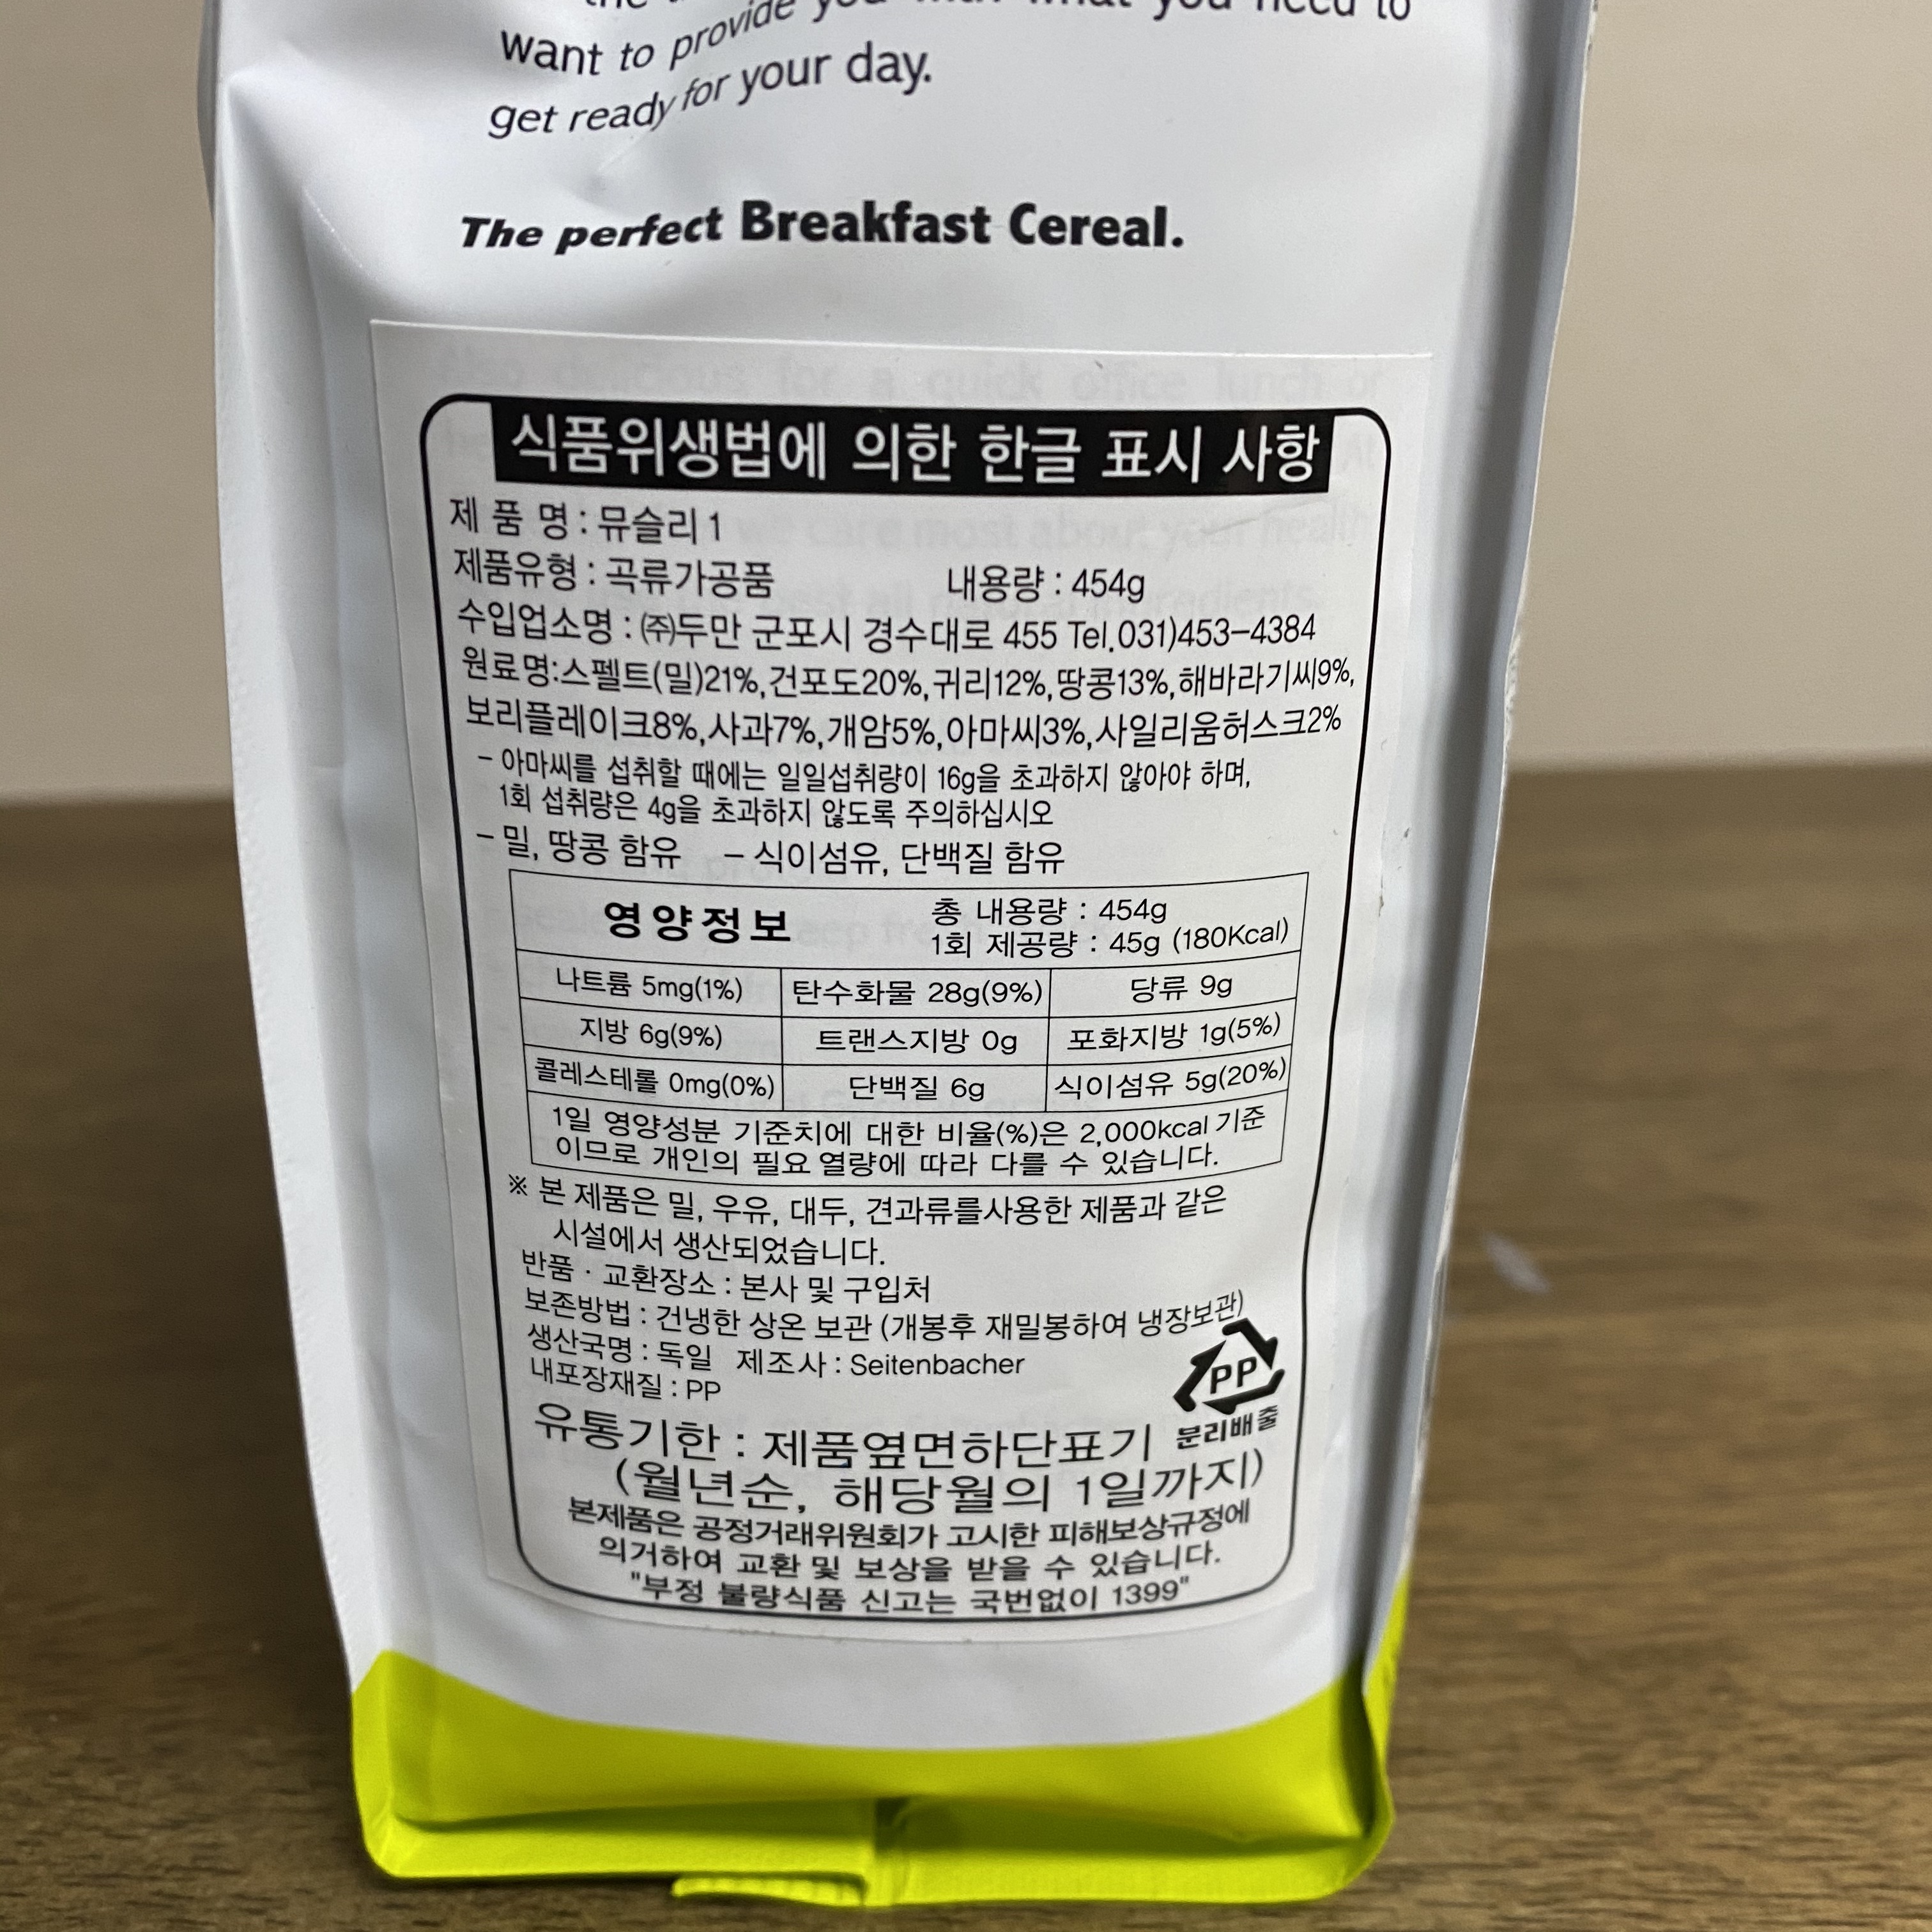 want to provide you with what you need to
get ready for your day.
The perfect Breakfast Cereal.
식품위생법에 의한 한글 표시 사항
제 품 명 : 뮤슬리 1
제품유형 : 곡류가공품 내용량 : 454g
수입업소명 : ㈜두만 군포시 경수대로 455 Tel.031)453-4384
원료명:스펠트(밀)21%,건포도20%,귀리12%,땅콩13%,해바라기씨9%,
보리플레이크8%,사과7%,개암5%,아마씨3%,사일리움허스크2%
- 아마씨를 섭취할 때에는 일일섭취량이 16g을 초과하지 않아야 하며,
1회 섭취량은 4g을 초과하지 않도록 주의하십시오
- 밀, 땅콩 함유 - 식이섬유, 단백질 함유
영양정보 총 내용량 : 454g
1회 제공량 : 45g (180Kcal)
나트륨 5mg(1%) 탄수화물 28g(9%) 당류 9g
지방 6g(9%) 트랜스지방 0g 포화지방 1g(5%)
콜레스테롤 0mg(0%) 단백질 6g 식이섬유 5g(20%)
1일 영양성분 기준치에 대한 비율(%)은 2,000kcal 기준
이므로 개인의 필요 열량에 따라 다를 수 있습니다.
※ 본 제품은 밀, 우유, 대두, 견과류를사용한 제품과 같은
시설에서 생산되었습니다.
반품 · 교환장소 : 본사 및 구입처
보존방법 : 건냉한 상온 보관 (개봉후 재밀봉하여 냉장보관)
생산국명 : 독일 제조사 : Seitenbacher
내포장재질 : PP
PP
분리배출
유통기한 : 제품옆면하단표기
(월년순, 해당월의 1일까지)
본제품은 공정거래위원회가 고시한 피해보상규정에
의거하여 교환 및 보상을 받을 수 있습니다.
"부정 불량식품 신고는 국번없이 1399"